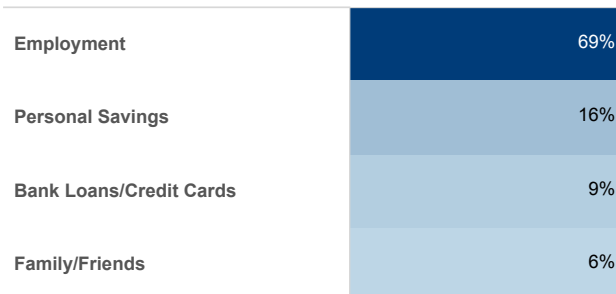 Employment 69%
Personal Savings 16%
Bank Loans/Credit Cards 9%
Family/Friends 6%